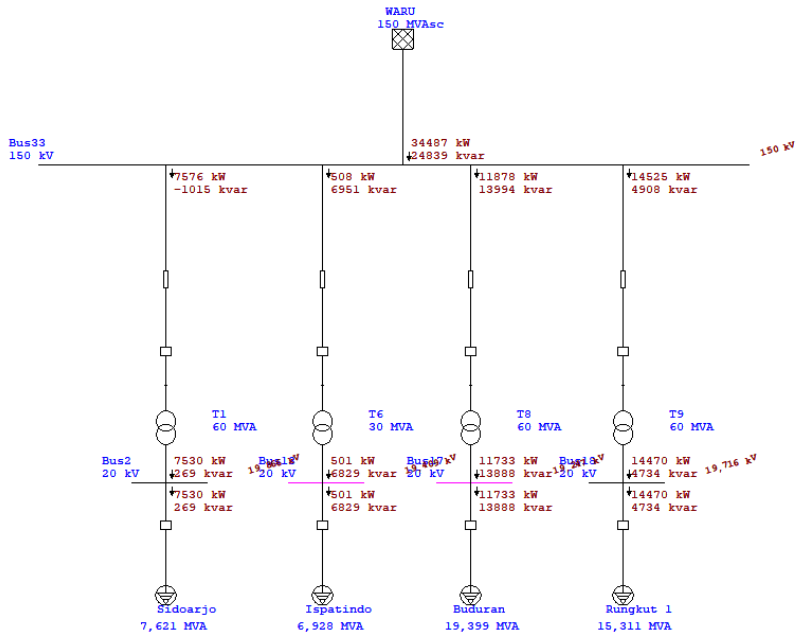 WARU
150 MVAsc
Bus33
150 kV
34487 kW
24839 kvar
150 kV
7576 kW
-1015 kvar
508 kW
6951 kvar
11878 kW
13994 kvar
14525 kW
4908 kvar
T1
60 MVA
T6
30 MVA
T8
60 MVA
T9
60 MVA
Bus2
20 kV
7530 kW
269 kvar
20 kV
501 kW
6829 kvar
20 kV
11733 kW
13888 kvar
Bus18
20 kV
14470 kW
4734 kvar
19,716 kV
7530 kW
269 kvar
501 kW
6829 kvar
11733 kW
13888 kvar
14470 kW
4734 kvar
Sidoarjo
7,621 MVA
Ispatindo
6,928 MVA
Buduran
19,399 MVA
Rungkut 1
15,311 MVA